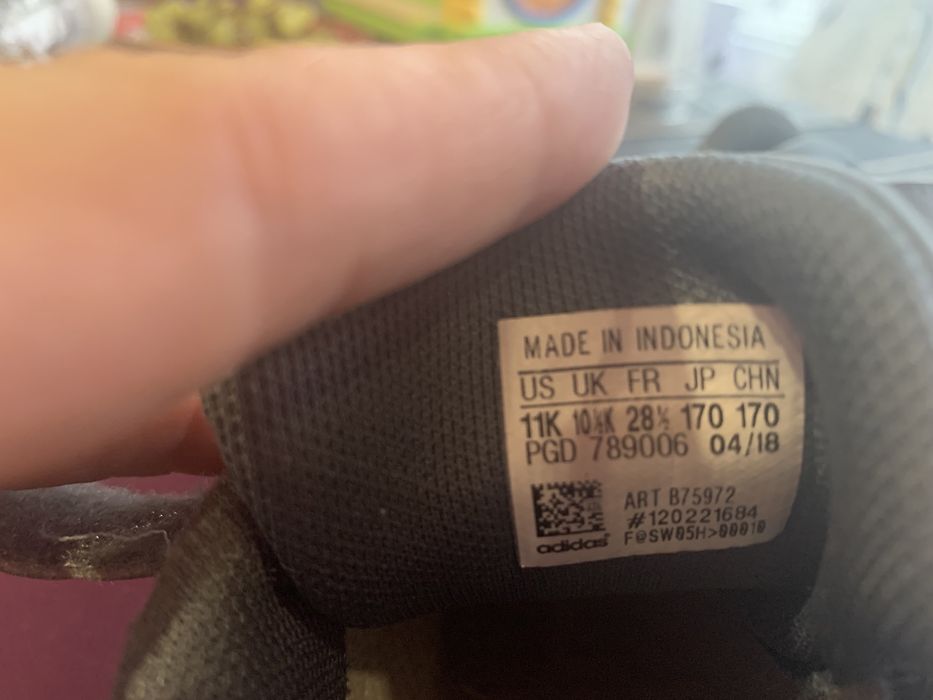 MADE IN INDONESIA
US UK FR JP CHN
11K 10½K 28½ 170 170
PGD 789006 04/18
ART B75972
#120221684
F@SW05H>00010
adidas